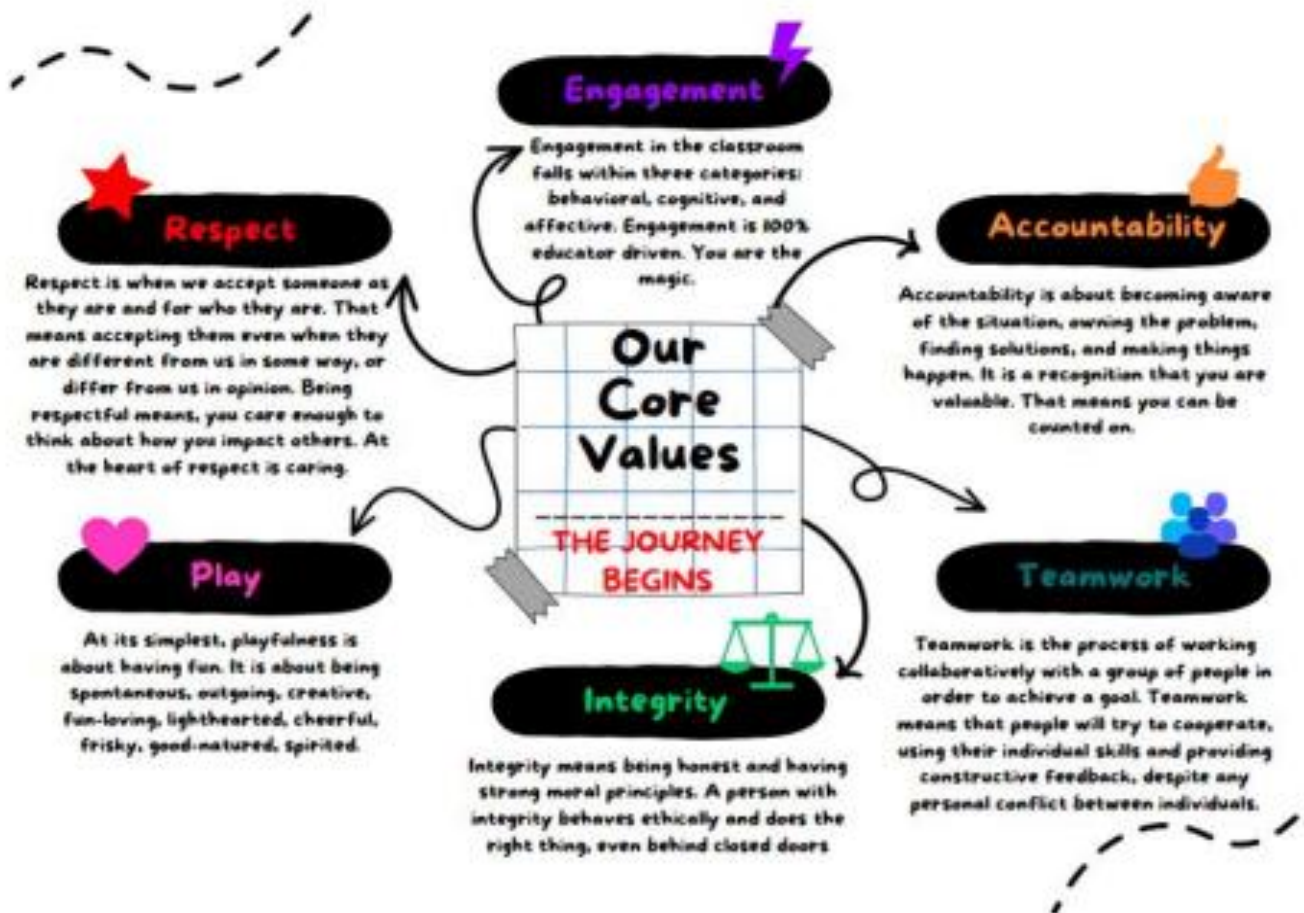 Our
Core
Values
THE JOURNEY
BEGINS
Engagement
Engagement in the classroom
falls within three categories:
behavioral, cognitive, and
affective. Engagement is 100%
educator driven. You are the
magic.
Respect
Respect is when we accept someone as
they are and for who they are. That
means accepting them even when they
are different from us in some way, or
differ from us in opinion. Being
respectful means, you care enough to
think about how you impact others. At
the heart of respect is caring.
Accountability
Accountability is about becoming aware
of the situation, owning the problem,
finding solutions, and making things
happen. It is a recognition that you are
valuable. That means you can be
counted on.
Play
At its simplest, playfulness is
about having fun. It is about being
spontaneous, outgoing, creative,
fun-loving, lighthearted, cheerful,
frisky, good-natured, spirited.
Teamwork
Teamwork is the process of working
collaboratively with a group of people in
order to achieve a goal. Teamwork
means that people will try to cooperate,
using their individual skills and providing
constructive feedback, despite any
personal conflict between individuals.
Integrity
Integrity means being honest and having
strong moral principles. A person with
integrity behaves ethically and does the
right thing, even behind closed doors